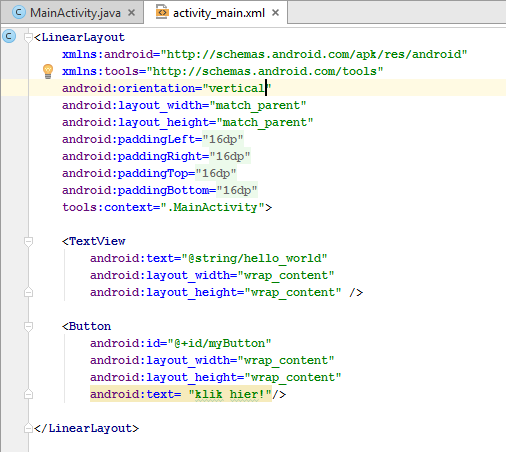 MainActivity.java × activity_main.xml ×
C <LinearLayout
xmlns:android="http://schemas.android.com/apk/res/android"
xmlns:tools="http://schemas.android.com/tools"
android:orientation="vertical"
android:layout_width="match_parent"
android:layout_height="match_parent"
android:paddingLeft="16dp"
android:paddingRight="16dp"
android:paddingTop="16dp"
android:paddingBottom="16dp"
tools:context=".MainActivity">
<TextView
android:text="@string/hello_world"
android:layout_width="wrap_content"
android:layout_height="wrap_content" />
<Button
android:id="@+id/myButton"
android:layout_width="wrap_content"
android:layout_height="wrap_content"
android:text= "klik hier!"/>
</LinearLayout>